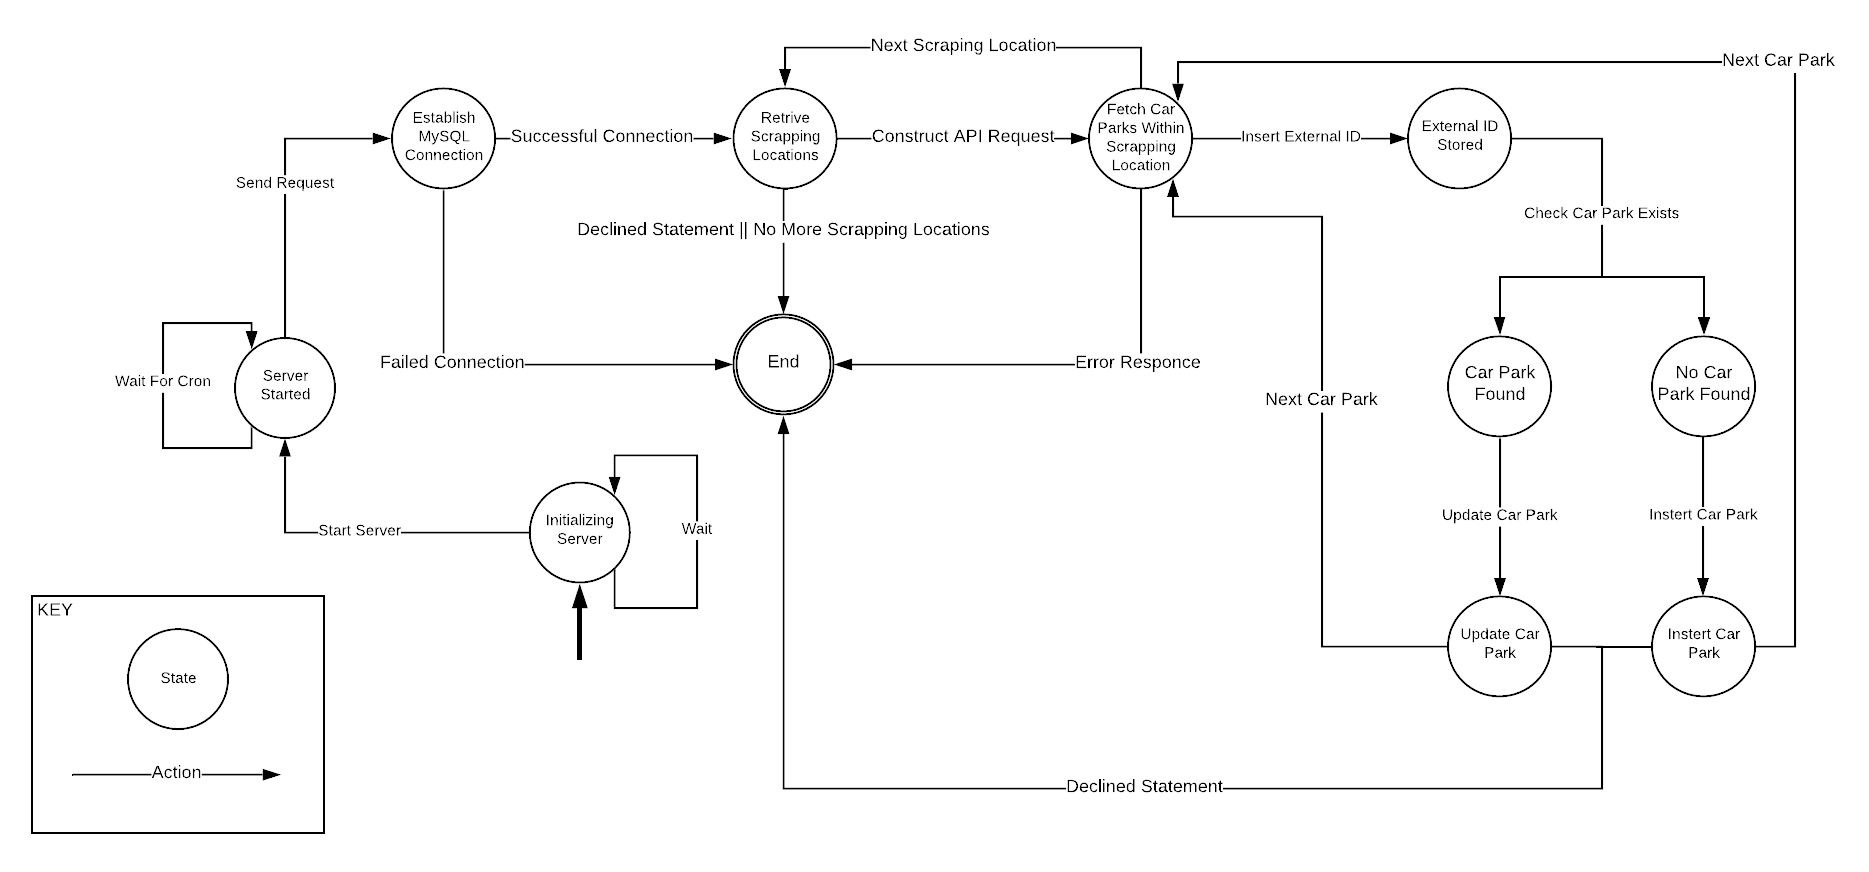 Next Scraping Location
Next Car Park
Establish
MySQL
Connection
Successful Connection
Retrive
Scrapping
Locations
Construct API Request
Fetch Car
Parks Within
Scrapping
Location
Insert External ID
External ID
Stored
Send Request
Check Car Park Exists
Declined Statement || No More Scrapping Locations
Failed Connection
End
Error Responce
Wait For Cron
Server
Started
Next Car Park
Car Park
Found
No Car
Park Found
Start Server
Initializing
Server
Wait
Update Car Park
Instert Car Park
Update Car
Park
Instert Car
Park
KEY
State
Action
Declined Statement